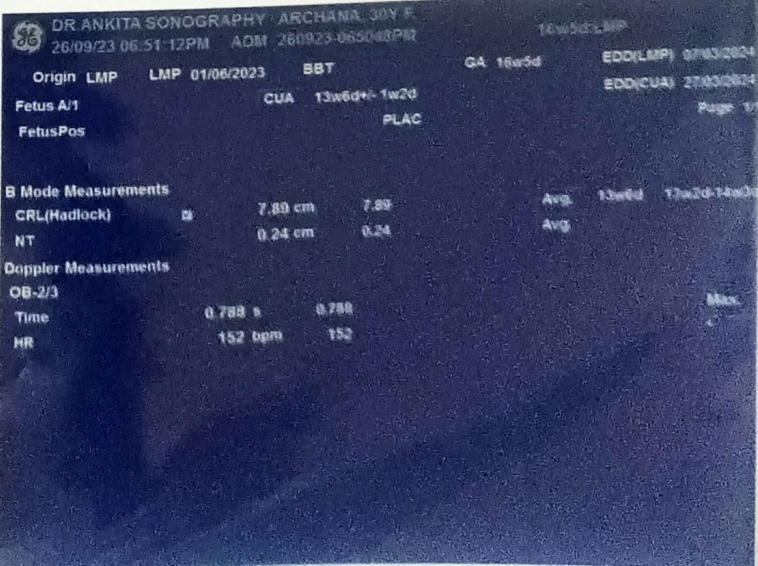 DR.ANKITA SONOGRAPHY ARCHANA, 30Y F.
26/09/23 06:51:12PM ADM 260923-065048PM 16w5d LMP
Origin LMP LMP 01/06/2023 BBT GA 16w5d EDD(LMP) 07/03/2024
Fetus A/1 CUA 13w6d+/- 1w2d EDD(CUA) 27/03/2024
FetusPos PLAC Page 1/1
B Mode Measurements
CRL(Hadlock) 7.89 cm 7.89 Avg. 13w6d
NT 0.24 cm 0.24 Avg.
Doppler Measurements
OB-2/3
Time 0.788 s 0.788 Max.
HR 152 bpm 152